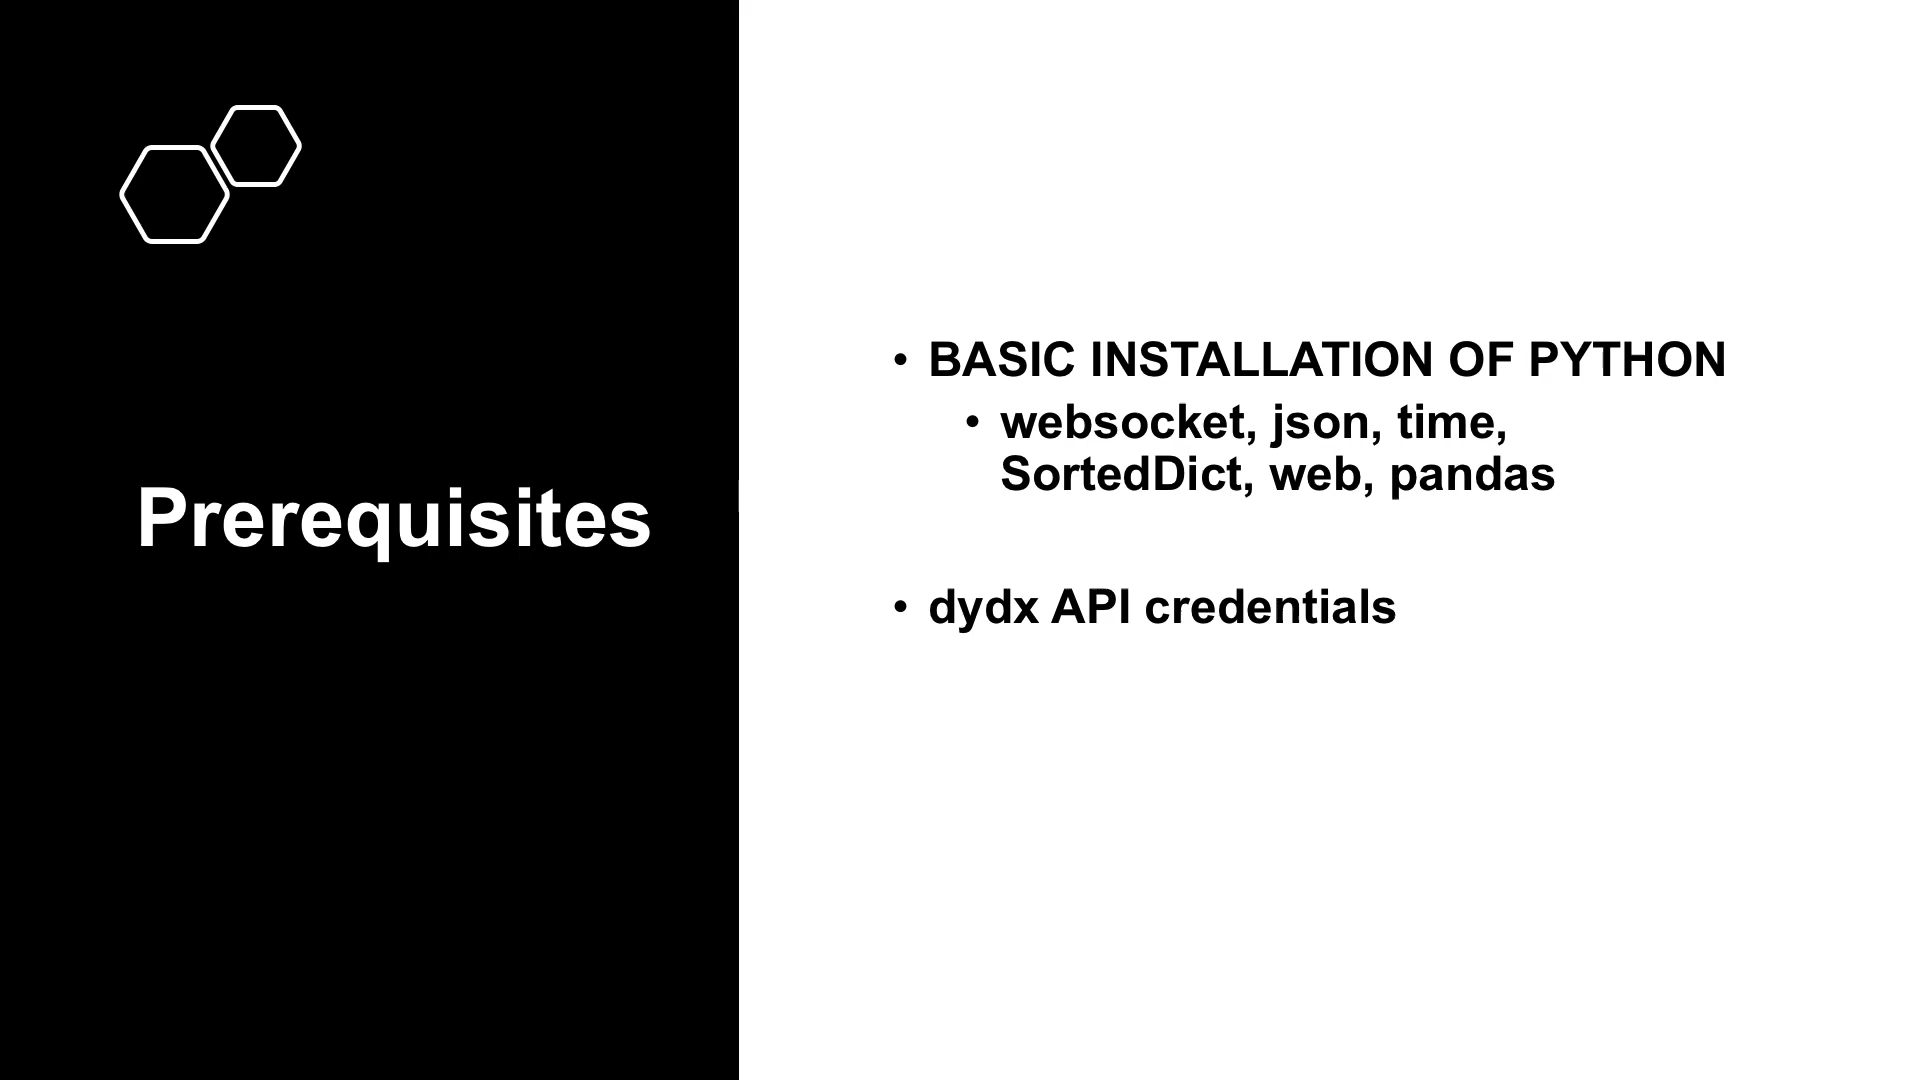 Prerequisites
• BASIC INSTALLATION OF PYTHON
• websocket, json, time,
SortedDict, web, pandas
• dydx API credentials